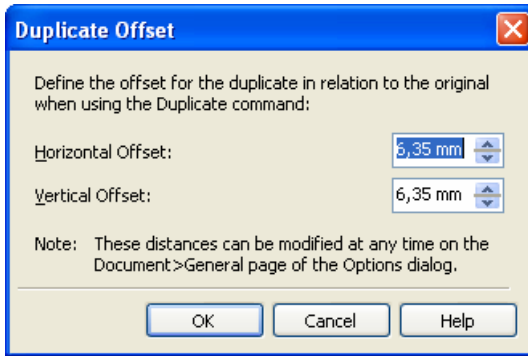 Duplicate Offset
Define the offset for the duplicate in relation to the original
when using the Duplicate command:
Horizontal Offset: 6,35 mm
Vertical Offset: 6,35 mm
Note: These distances can be modified at any time on the
Document>General page of the Options dialog.
OK Cancel Help